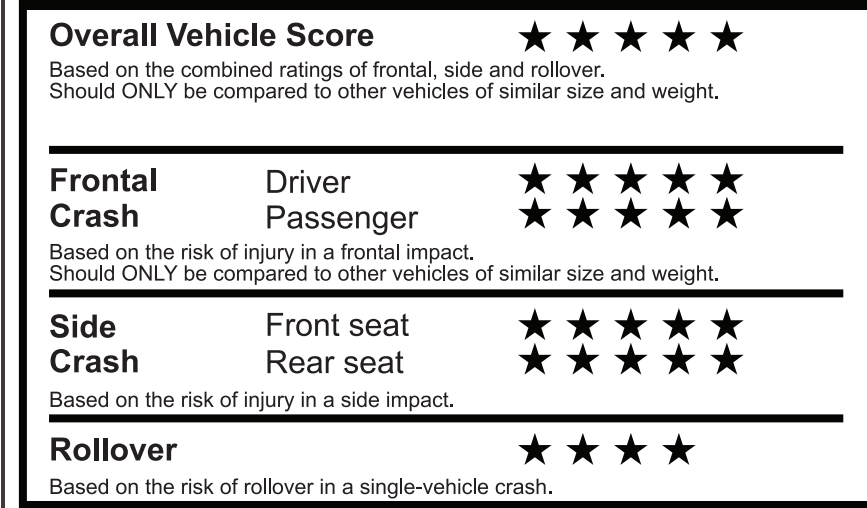 Overall Vehicle Score ★ ★ ★ ★ ★
Based on the combined ratings of frontal, side and rollover.
Should ONLY be compared to other vehicles of similar size and weight.
Frontal Driver ★ ★ ★ ★ ★
Crash Passenger ★ ★ ★ ★ ★
Based on the risk of injury in a frontal impact.
Should ONLY be compared to other vehicles of similar size and weight.
Side Front seat ★ ★ ★ ★ ★
Crash Rear seat ★ ★ ★ ★ ★
Based on the risk of injury in a side impact.
Rollover ★ ★ ★ ★
Based on the risk of rollover in a single-vehicle crash.